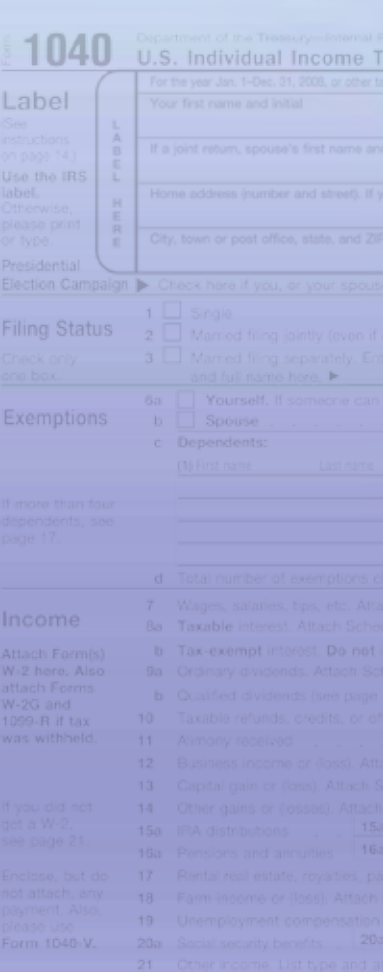 Form 1040 Department of the Treasury—Internal
U.S. Individual Income T
For the year Jan. 1–Dec. 31, 2008, or other ta
Label
(See
instructions
on page 14.)
Use the IRS
label.
Otherwise,
please print
or type.
LABEL
HERE
Your first name and initial
If a joint return, spouse's first name and
Home address (number and street). If y
City, town or post office, state, and ZIP
Presidential
Election Campaign ▶ Check here if you, or your spouse
Filing Status
Check only
one box.
1 Single
2 Married filing jointly (even if
3 Married filing separately. En
and full name here. ▶
Exemptions
6a Yourself. If someone can
b Spouse
c Dependents:
(1) First name Last name
If more than four
dependents, see
page 17.
d Total number of exemptions c
Income
Attach Form(s)
W-2 here. Also
attach Forms
W-2G and
1099-R if tax
was withheld.
If you did not
get a W-2,
see page 21.
Enclose, but do
not attach, any
payment. Also,
please use
Form 1040-V.
7 Wages, salaries, tips, etc. Atta
8a Taxable interest. Attach Sched
b Tax-exempt interest. Do not
9a Ordinary dividends. Attach Sch
b Qualified dividends (see page
10 Taxable refunds, credits, or of
11 Alimony received
12 Business income or (loss). Atta
13 Capital gain or (loss). Attach S
14 Other gains or (losses). Attach
15a IRA distributions 15a
16a Pensions and annuities 16a
17 Rental real estate, royalties, pa
18 Farm income or (loss). Attach
19 Unemployment compensation
20a Social security benefits 20a
21 Other income. List type and a